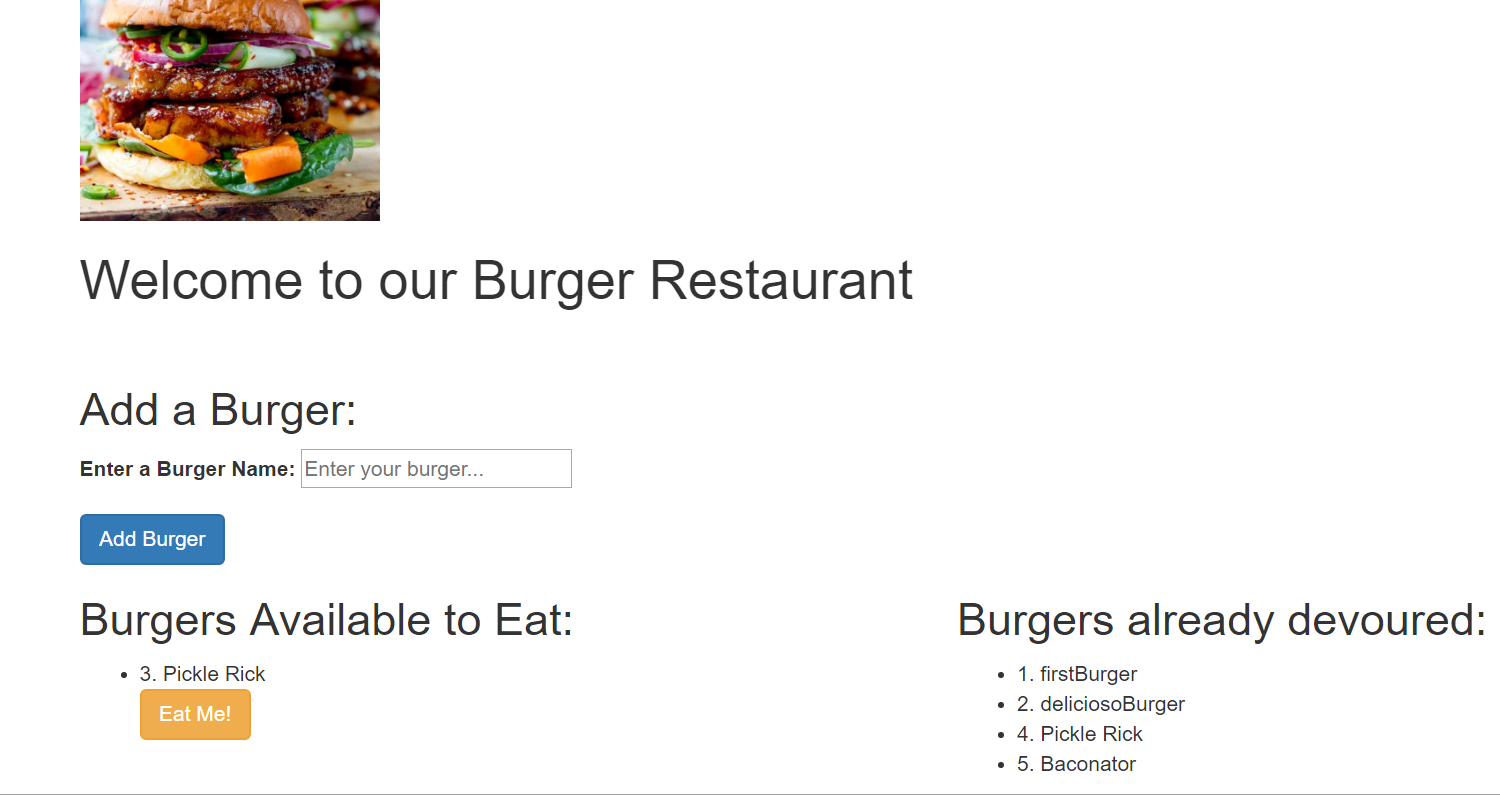 Welcome to our Burger Restaurant
Add a Burger:
Enter a Burger Name: Enter your burger...
Add Burger
Burgers Available to Eat:
3. Pickle Rick
Eat Me!
Burgers already devoured:
1. firstBurger
2. deliciosoBurger
4. Pickle Rick
5. Baconator